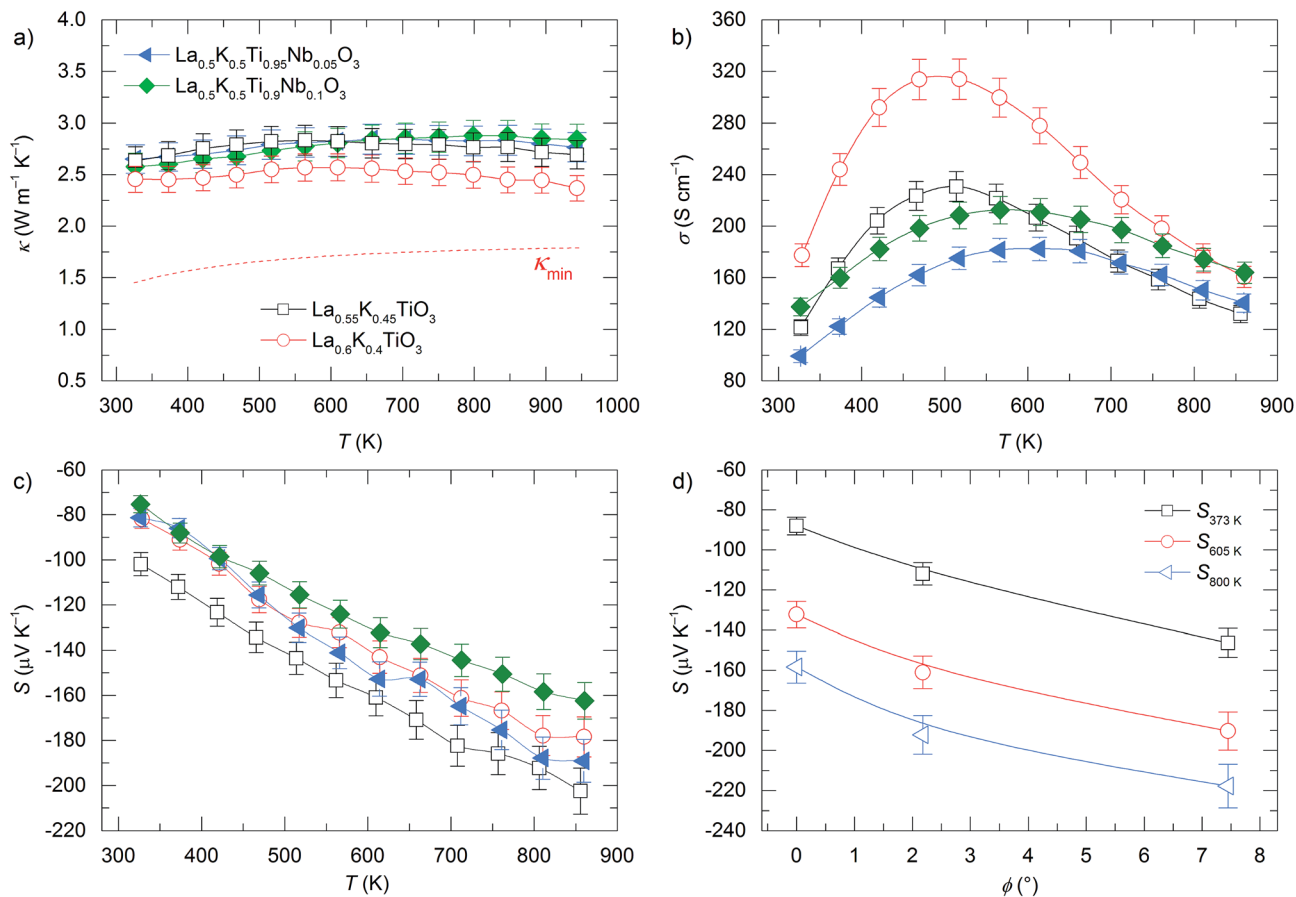 a)
4.0
3.5
3.0
2.5
2.0
1.5
1.0
0.5
κ (W m⁻¹ K⁻¹)
La₀.₅K₀.₅Ti₀.₉₅Nb₀.₀₅O₃
La₀.₅K₀.₅Ti₀.₉Nb₀.₁O₃
κmin
La₀.₅₅K₀.₄₅TiO₃
La₀.₆K₀.₄TiO₃
300 400 500 600 700 800 900 1000
T (K)
b)
360
320
280
240
200
160
120
80
σ (S cm⁻¹)
300 400 500 600 700 800 900
T (K)
c)
-60
-80
-100
-120
-140
-160
-180
-200
-220
S (μV K⁻¹)
300 400 500 600 700 800 900
T (K)
d)
-60
-80
-100
-120
-140
-160
-180
-200
-220
-240
S (μV K⁻¹)
S₃₇₃ K
S₆₀₅ K
S₈₀₀ K
0 1 2 3 4 5 6 7 8
ϕ (°)